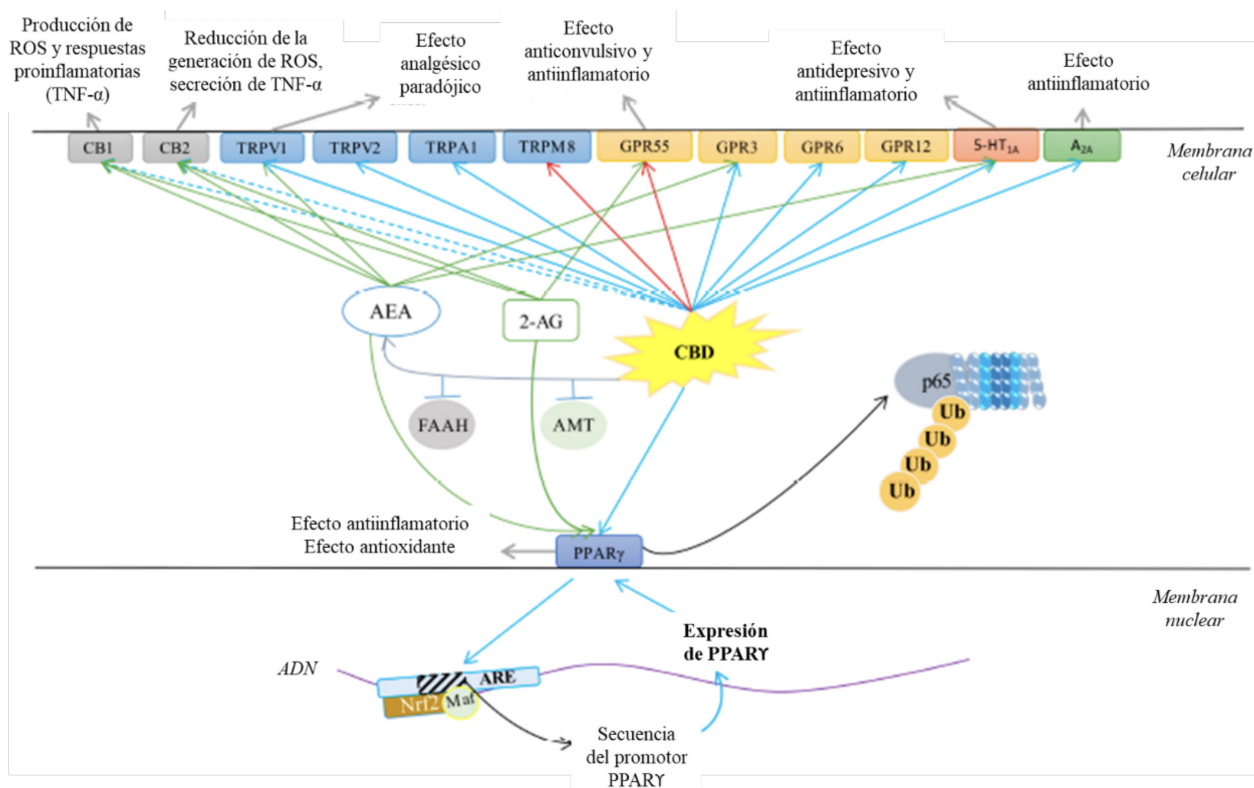 Producción de
ROS y respuestas
proinflamatorias
(TNF-α)
Reducción de la
generación de ROS,
secreción de TNF-α
Efecto
analgésico
paradójico
Efecto
anticonvulsivo y
antiinflamatorio
Efecto
antidepresivo y
antiinflamatorio
Efecto
antiinflamatorio
CB1
CB2
TRPV1
TRPV2
TRPA1
TRPM8
GPR55
GPR3
GPR6
GPR12
5-HT1A
A2A
Membrana
celular
AEA
2-AG
CBD
p65
Ub
Ub
Ub
Ub
FAAH
AMT
Efecto antiinflamatorio
Efecto antioxidante
PPARγ
Membrana
nuclear
Expresión
de PPARϒ
ADN
ARE
Nrf2
Maf
Secuencia
del promotor
PPARϒ